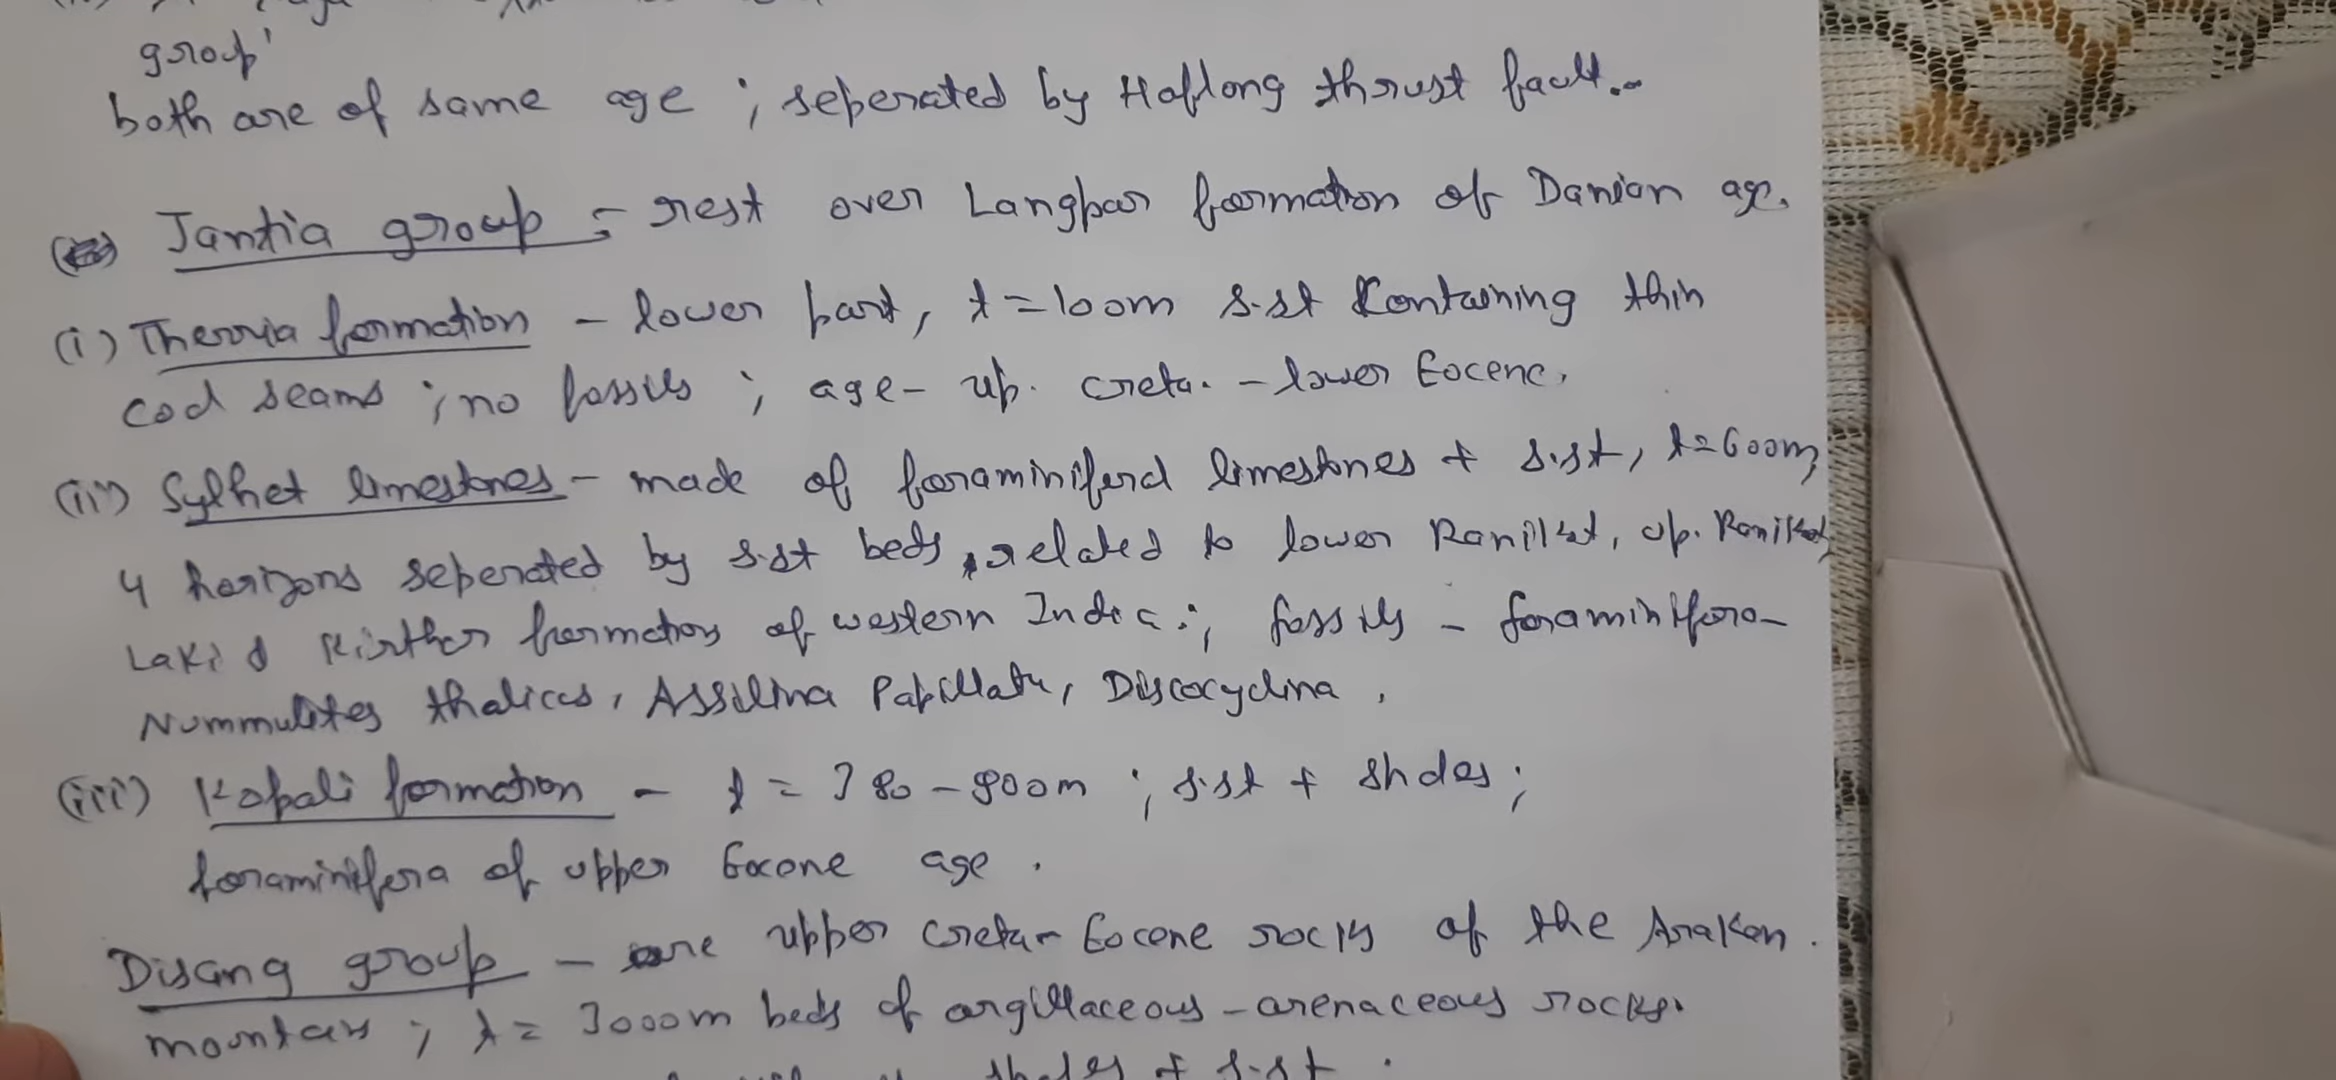 group'
both are of same age ; seperated by Haflong thrust fault..
Jantia group :- rest over Langpar formation of Danian age.
(i) Therria formation - lower part, t = 100m s.st containing thin
coal seams ; no fossils ; age - up. creta. - lower Eocene.
(ii) Sylhet limestones - made of foraminiferal limestones + s.st, t = 600m,
4 horizons seperated by s.st beds, related to lower Ranikot, up. Ranikot,
Laki & Kirthar formations of western India ; fossils - foraminifera -
Nummulites thalicus, Assilina Papillata, Discocyclina,
(iii) Kopali formation - t = 380 - 800m ; s.st + shales ;
foraminifera of upper Eocene age .
Disang group - are upper creta - Eocene rocks of the Arakan
mountain ; t = 3000m beds of argillaceous - arenaceous rocks.
shales + s.st .